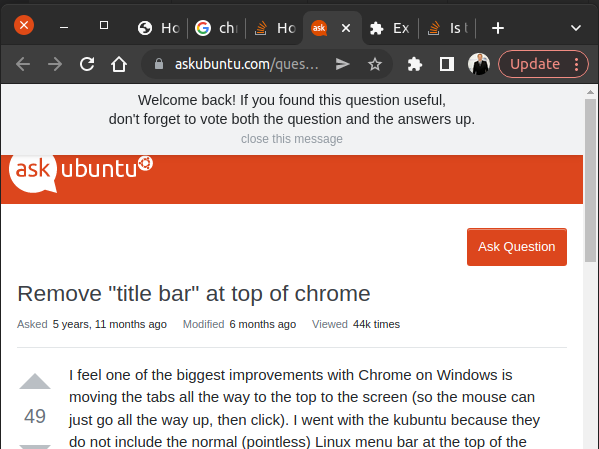 Ho
chr
Ho
ask
Ex
Is t
askubuntu.com/ques...
Update
Welcome back! If you found this question useful,
don't forget to vote both the question and the answers up.
close this message
ask ubuntu
Ask Question
Remove "title bar" at top of chrome
Asked 5 years, 11 months ago Modified 6 months ago Viewed 44k times
I feel one of the biggest improvements with Chrome on Windows is
moving the tabs all the way to the top to the screen (so the mouse can
just go all the way up, then click). I went with the kubuntu because they
49
do not include the normal (pointless) Linux menu bar at the top of the